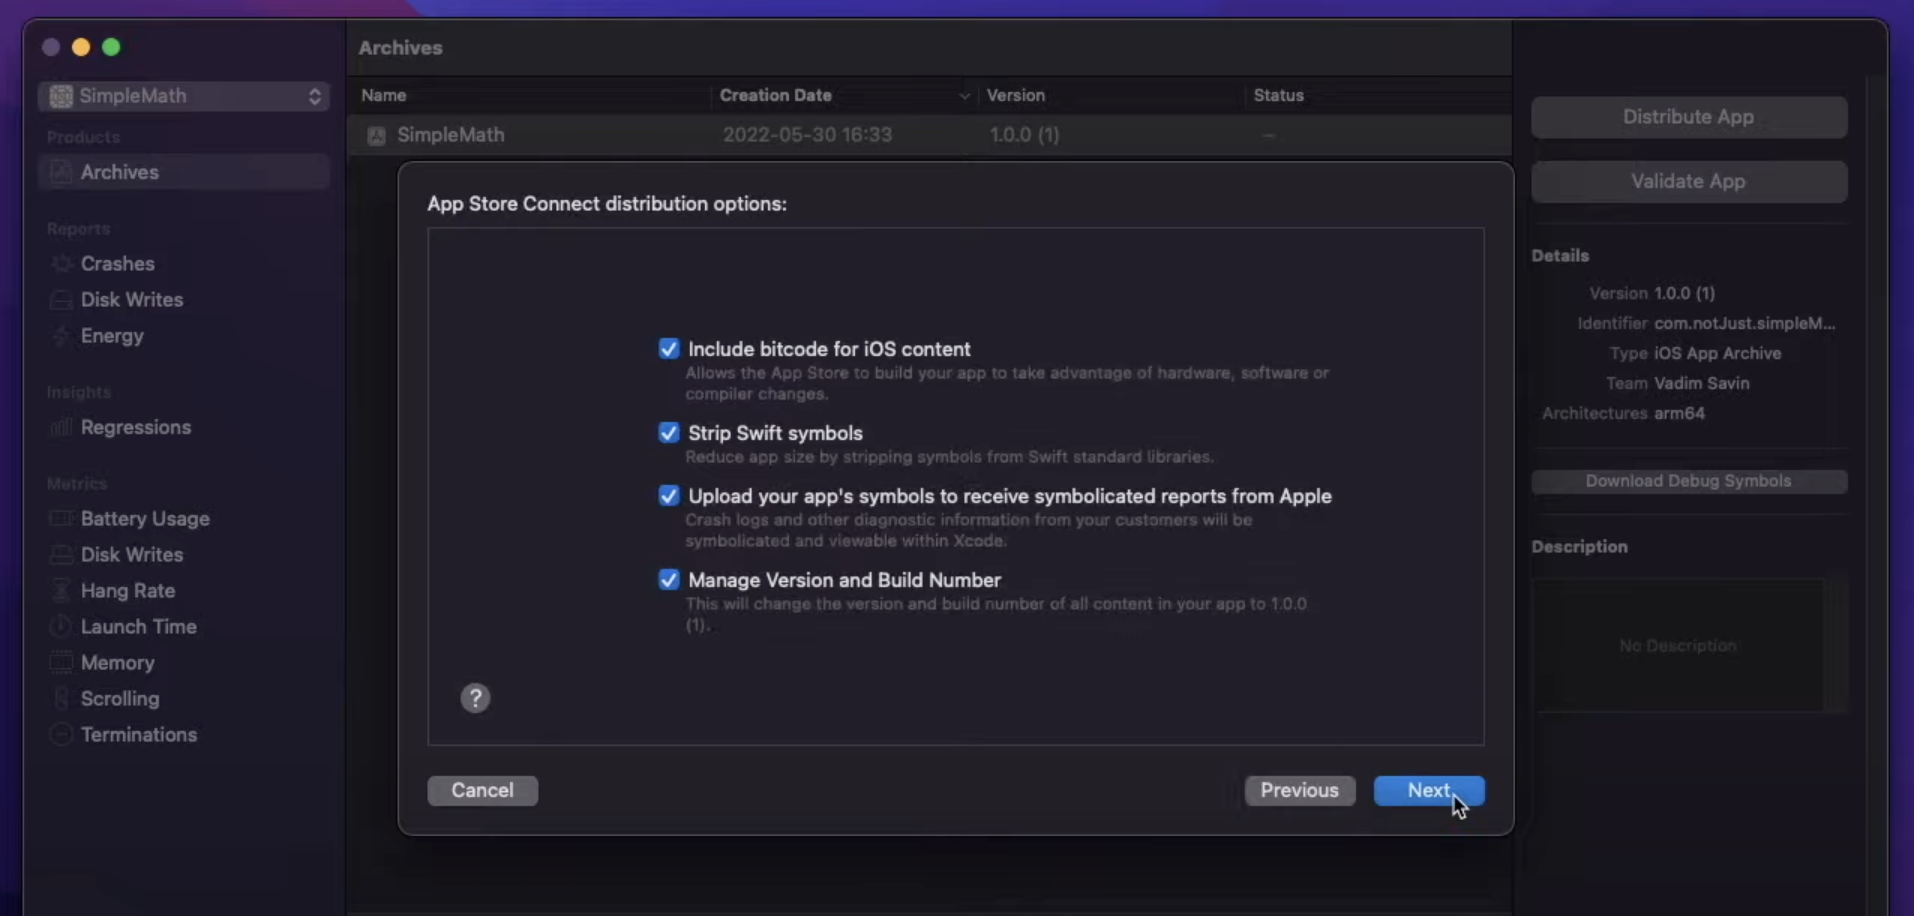 SimpleMath
Products
Archives
Reports
Crashes
Disk Writes
Energy
Insights
Regressions
Metrics
Battery Usage
Disk Writes
Hang Rate
Launch Time
Memory
Scrolling
Terminations
Archives
Name Creation Date Version Status
SimpleMath 2022-05-30 16:33 1.0.0 (1) --
App Store Connect distribution options:
Include bitcode for iOS content
Allows the App Store to build your app to take advantage of hardware, software or
compiler changes.
Strip Swift symbols
Reduce app size by stripping symbols from Swift standard libraries.
Upload your app's symbols to receive symbolicated reports from Apple
Crash logs and other diagnostic information from your customers will be
symbolicated and viewable within Xcode.
Manage Version and Build Number
This will change the version and build number of all content in your app to 1.0.0
(1).
?
Cancel Previous Next
Distribute App
Validate App
Details
Version 1.0.0 (1)
Identifier com.notJust.simpleM...
Type iOS App Archive
Team Vadim Savin
Architectures arm64
Download Debug Symbols
Description
No Description